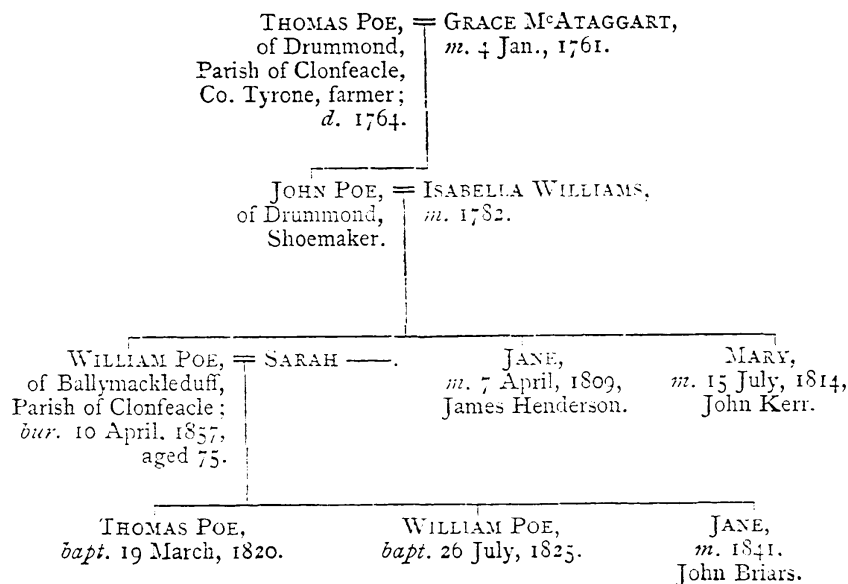 THOMAS POE, = GRACE McATAGGART,
of Drummond, m. 4 Jan., 1761.
Parish of Clonfeacle,
Co. Tyrone, farmer;
d. 1764.
JOHN POE, = ISABELLA WILLIAMS,
of Drummond, m. 1782.
Shoemaker.
WILLIAM POE, = SARAH ——.
of Ballymackleduff,
Parish of Clonfeacle;
bur. 10 April. 1857,
aged 75.
JANE,
m. 7 April, 1809,
James Henderson.
MARY,
m. 15 July, 1814,
John Kerr.
THOMAS POE,
bapt. 19 March, 1820.
WILLIAM POE,
bapt. 26 July, 1825.
JANE,
m. 1841.
John Briars.